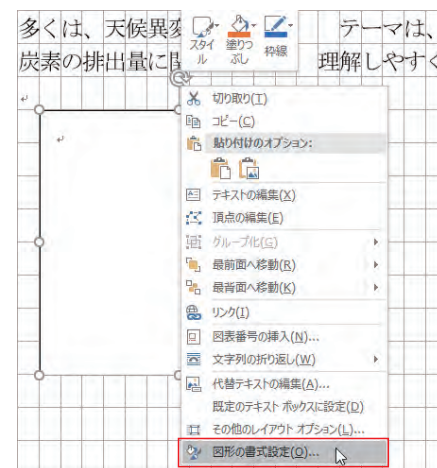 多くは、天候異変
テーマは、
炭素の排出量に
理解しやすく
スタイル
塗りつぶし
枠線
切り取り(T)
コピー(C)
貼り付けのオプション:
テキストの編集(X)
頂点の編集(E)
グループ化(G)
最前面へ移動(R)
最背面へ移動(K)
リンク(I)
図表番号の挿入(N)...
文字列の折り返し(W)
代替テキストの編集(A)...
既定のテキスト ボックスに設定(D)
その他のレイアウト オプション(L)...
図形の書式設定(O)...